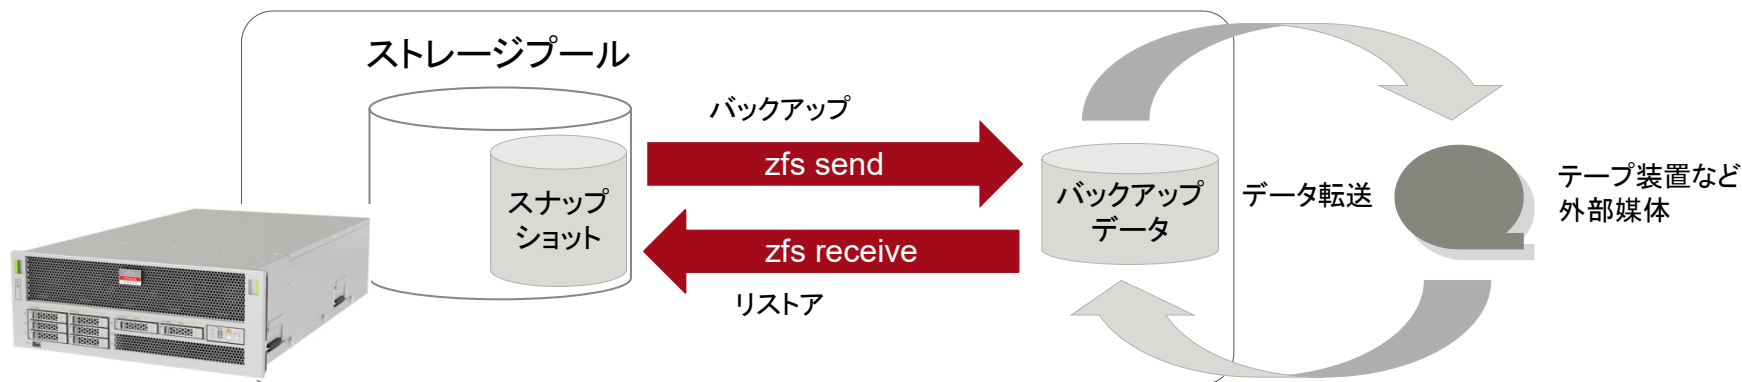 ストレージプール
バックアップ
zfs send
スナップ
ショット
バックアップ
データ
データ転送
テープ装置など
外部媒体
zfs receive
リストア